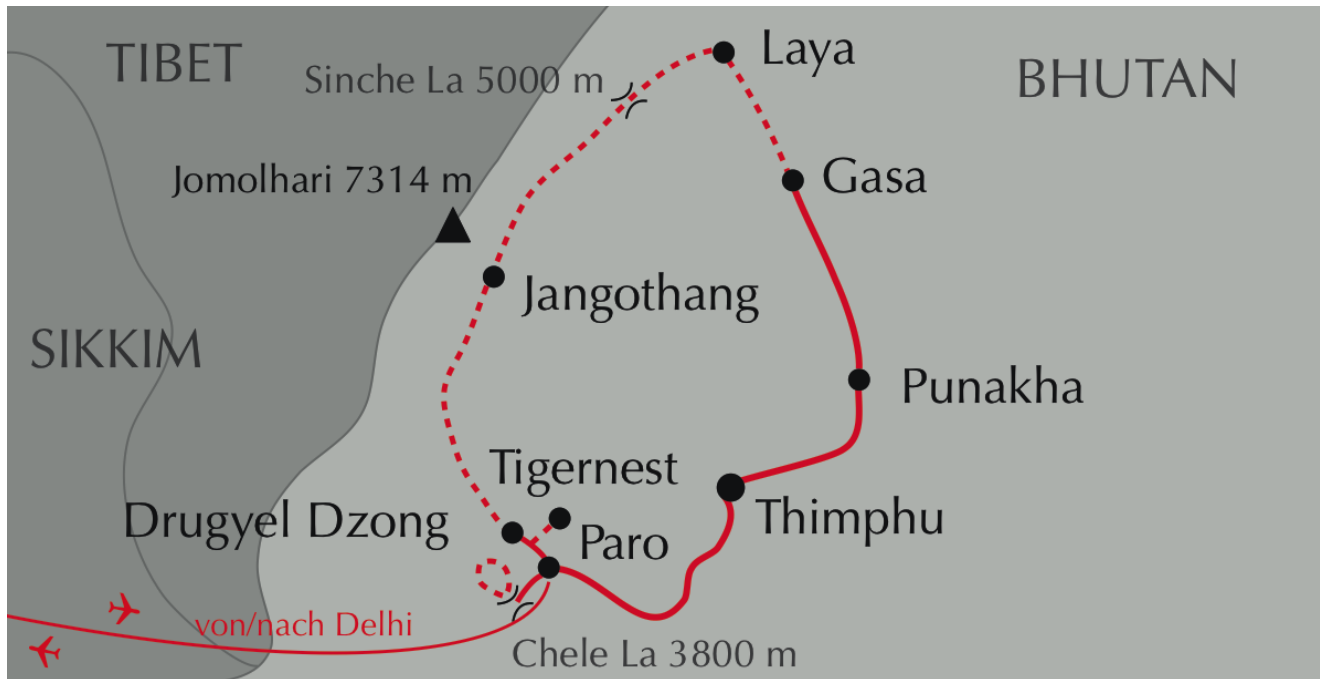 TIBET
Laya
BHUTAN
Sinche La 5000 m
Jomolhari 7314 m
Gasa
Jangothang
SIKKIM
Punakha
Tigernest
Drugyel Dzong
Thimphu
Paro
von/nach Delhi
Chele La 3800 m